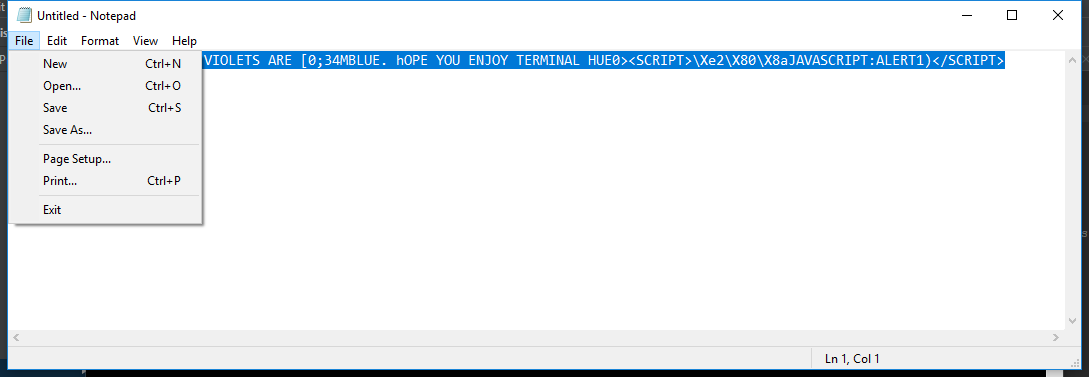 Untitled - Notepad
File Edit Format View Help
VIOLETS ARE [0;34MBLUE. hOPE YOU ENJOY TERMINAL HUE0><SCRIPT>\Xe2\X80\X8aJAVASCRIPT:ALERT1)</SCRIPT>
New Ctrl+N
Open... Ctrl+O
Save Ctrl+S
Save As...
Page Setup...
Print... Ctrl+P
Exit
Ln 1, Col 1